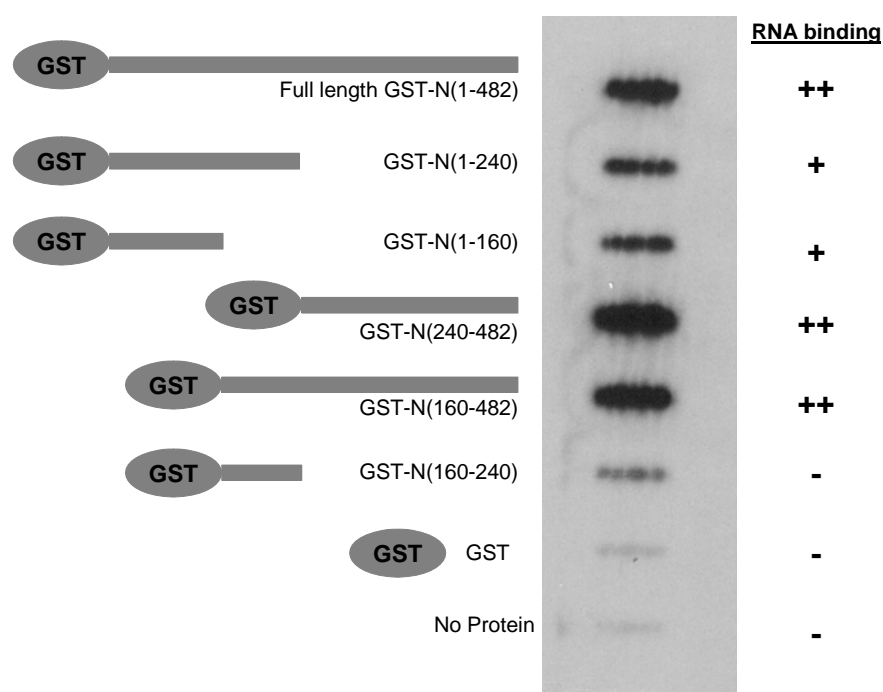 RNA binding
GST
Full length GST-N(1-482)
++
GST
GST-N(1-240)
+
GST
GST-N(1-160)
+
GST
GST-N(240-482)
++
GST
GST-N(160-482)
++
GST
GST-N(160-240)
-
GST
GST
-
No Protein
-